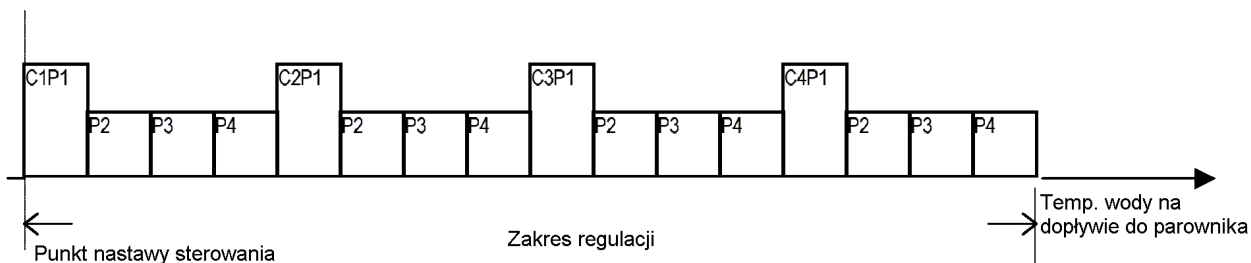 C1P1 P2 P3 P4 C2P1 P2 P3 P4 C3P1 P2 P3 P4 C4P1 P2 P3 P4
Temp. wody na
dopływie do parownika
Zakres regulacji
Punkt nastawy sterowania